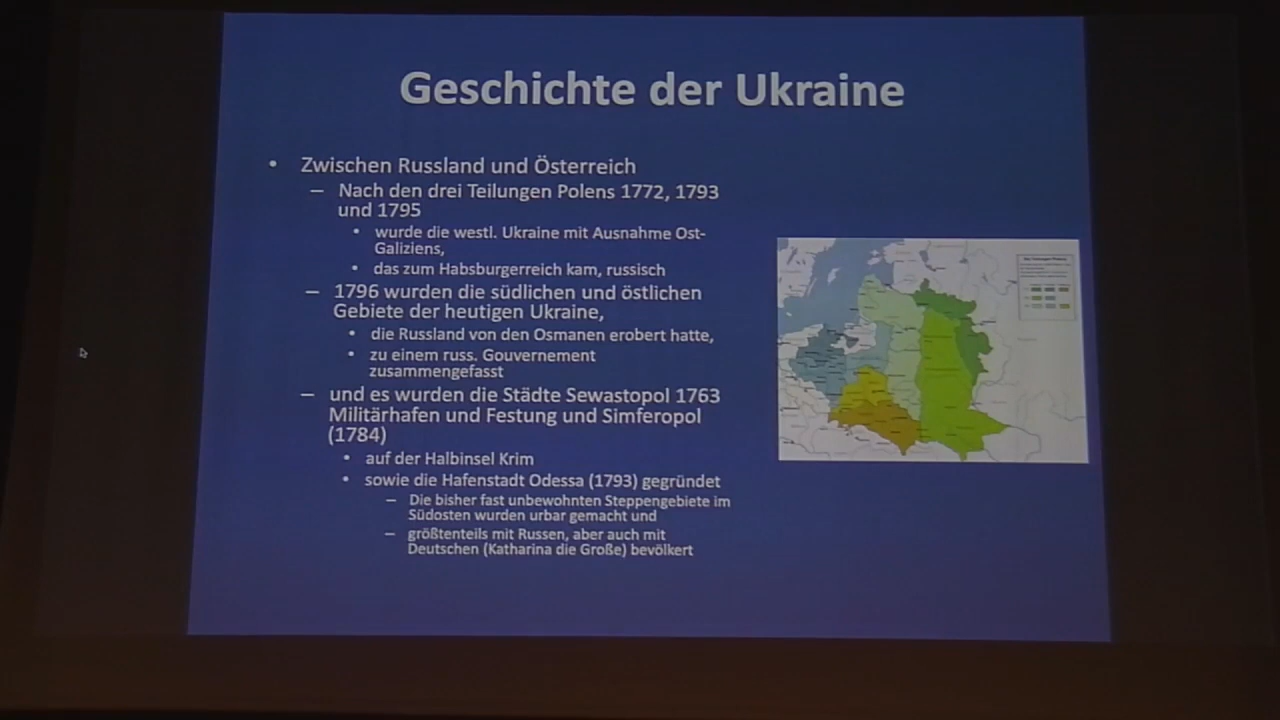 Geschichte der Ukraine
• Zwischen Russland und Österreich
– Nach den drei Teilungen Polens 1772, 1793
und 1795
• wurde die westl. Ukraine mit Ausnahme Ost-
Galiziens,
• das zum Habsburgerreich kam, russisch
– 1796 wurden die südlichen und östlichen
Gebiete der heutigen Ukraine,
• die Russland von den Osmanen erobert hatte,
• zu einem russ. Gouvernement
zusammengefasst
– und es wurden die Städte Sewastopol 1763
Militärhafen und Festung und Simferopol
(1784)
• auf der Halbinsel Krim
• sowie die Hafenstadt Odessa (1793) gegründet
– Die bisher fast unbewohnten Steppengebiete im
Südosten wurden urbar gemacht und
– größtenteils mit Russen, aber auch mit
Deutschen (Katharina die Große) bevölkert